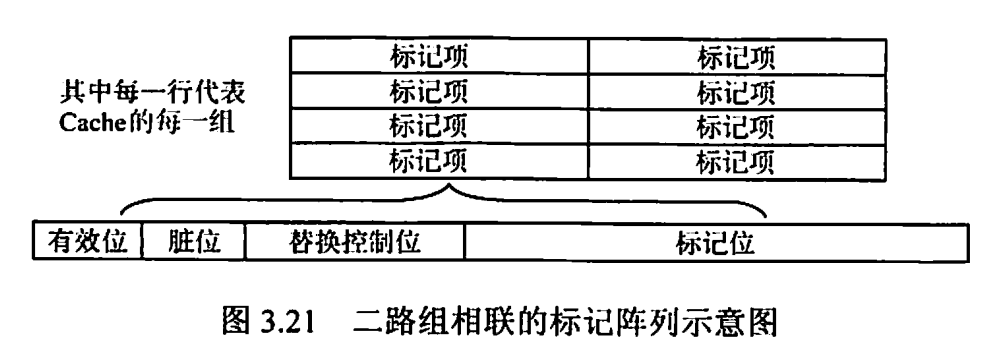 标记项 标记项
其中每一行代表 标记项 标记项
Cache的每一组 标记项 标记项
标记项 标记项
有效位 脏位 替换控制位 标记位
图 3.21 二路组相联的标记阵列示意图